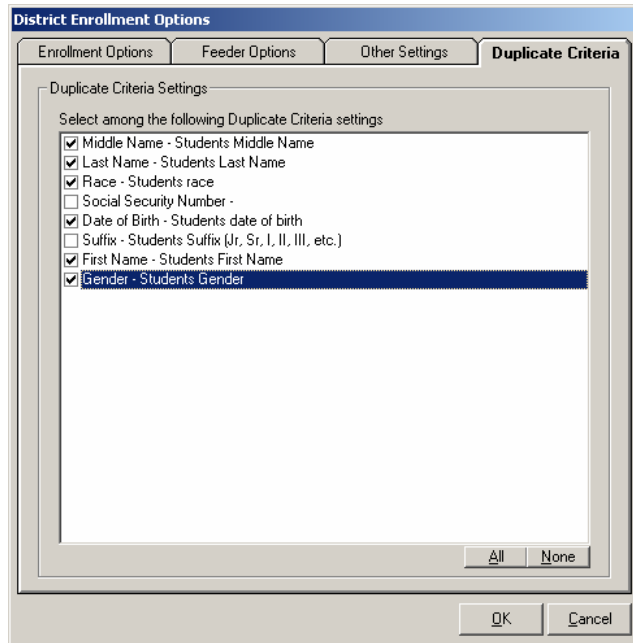 District Enrollment Options
Enrollment Options Feeder Options Other Settings Duplicate Criteria
Duplicate Criteria Settings
Select among the following Duplicate Criteria settings
Middle Name - Students Middle Name
Last Name - Students Last Name
Race - Students race
Social Security Number -
Date of Birth - Students date of birth
Suffix - Students Suffix (Jr, Sr, I, II, III, etc.)
First Name - Students First Name
Gender - Students Gender
All None
OK Cancel